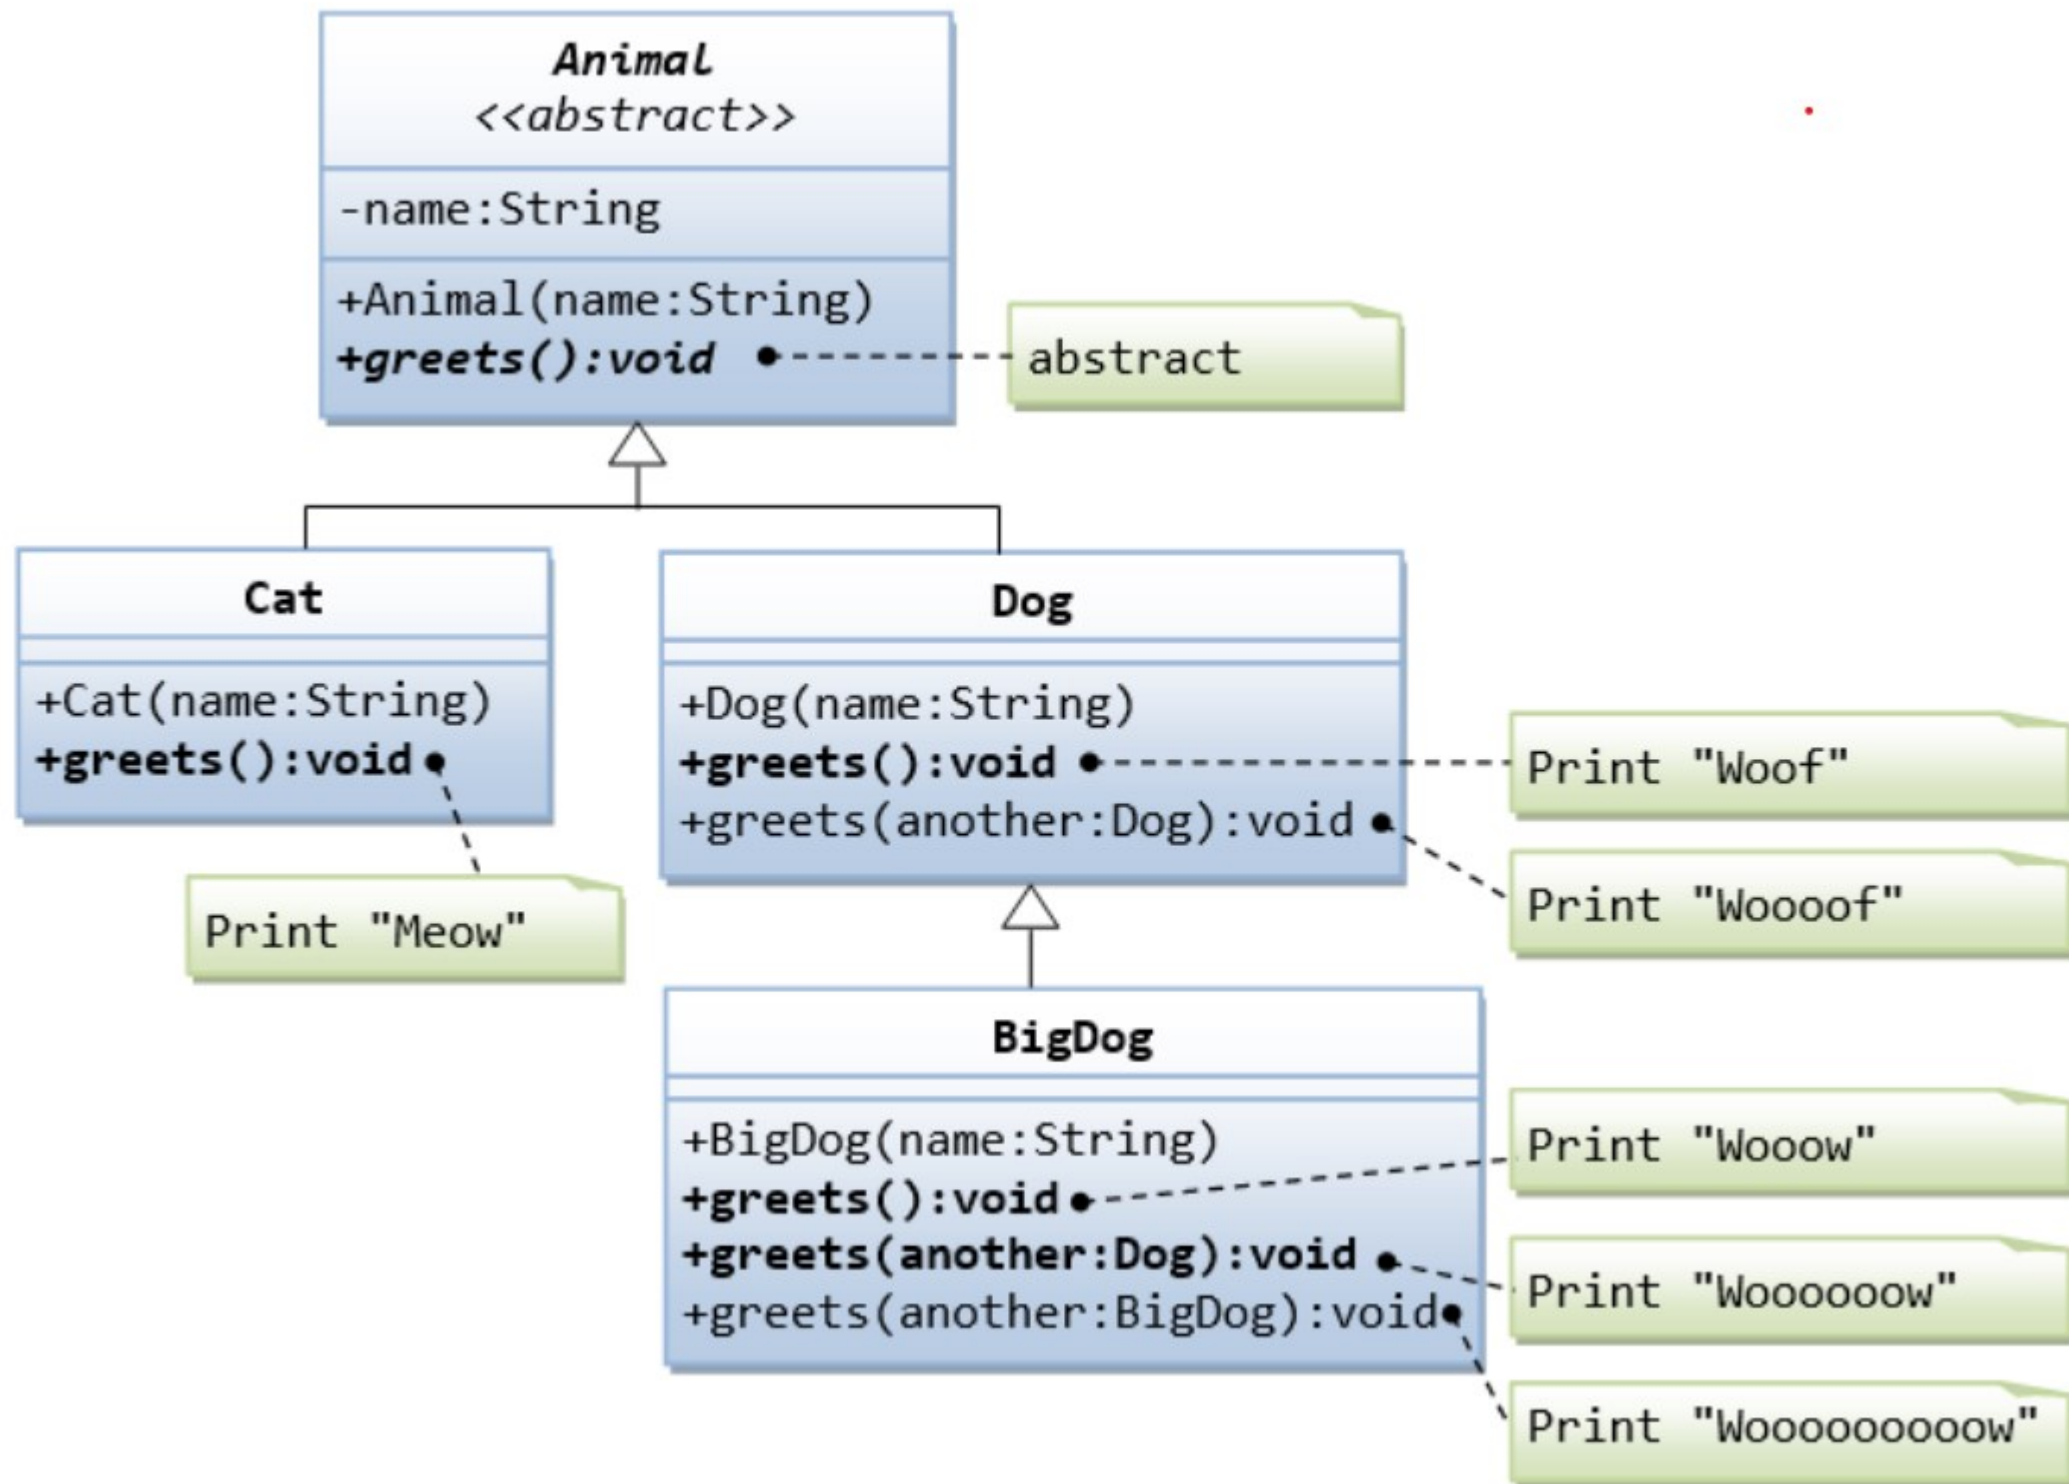 Animal
<<abstract>>
-name:String
+Animal(name:String)
+greets():void
abstract
Cat
+Cat(name:String)
+greets():void
Print "Meow"
Dog
+Dog(name:String)
+greets():void
+greets(another:Dog):void
Print "Woof"
Print "Woooof"
BigDog
+BigDog(name:String)
+greets():void
+greets(another:Dog):void
+greets(another:BigDog):void
Print "Wooow"
Print "Woooooow"
Print "Wooooooooow"